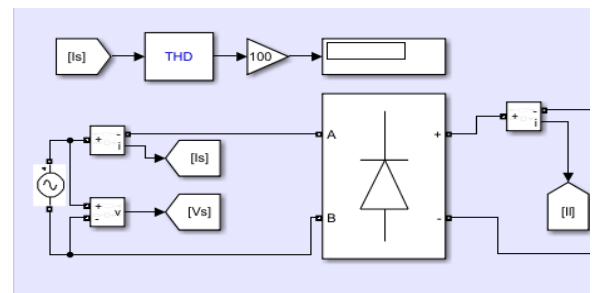 [Is]
THD
100
+
-
i
[Is]
+
-
v
[Vs]
A
B
+
-
+
-
i
[Il]